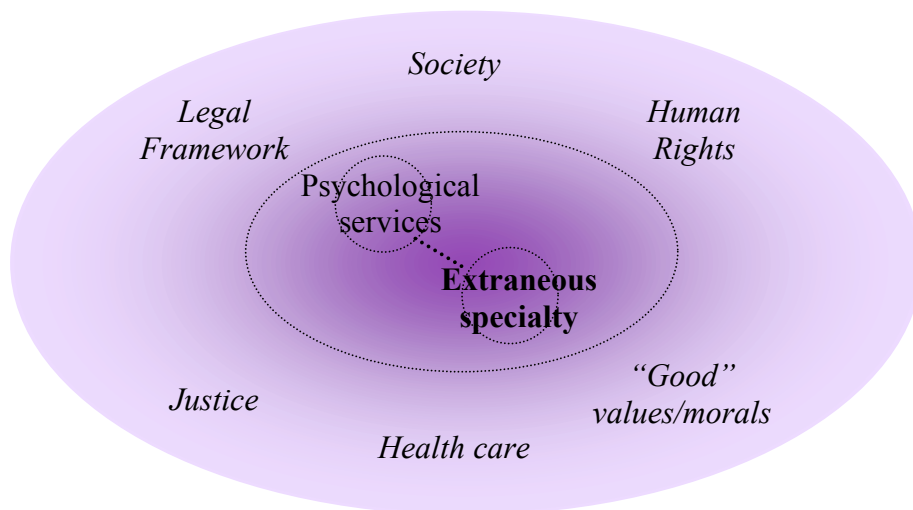 Society
Legal
Framework
Human
Rights
Psychological
services
Extraneous
specialty
Justice
“Good”
values/morals
Health care